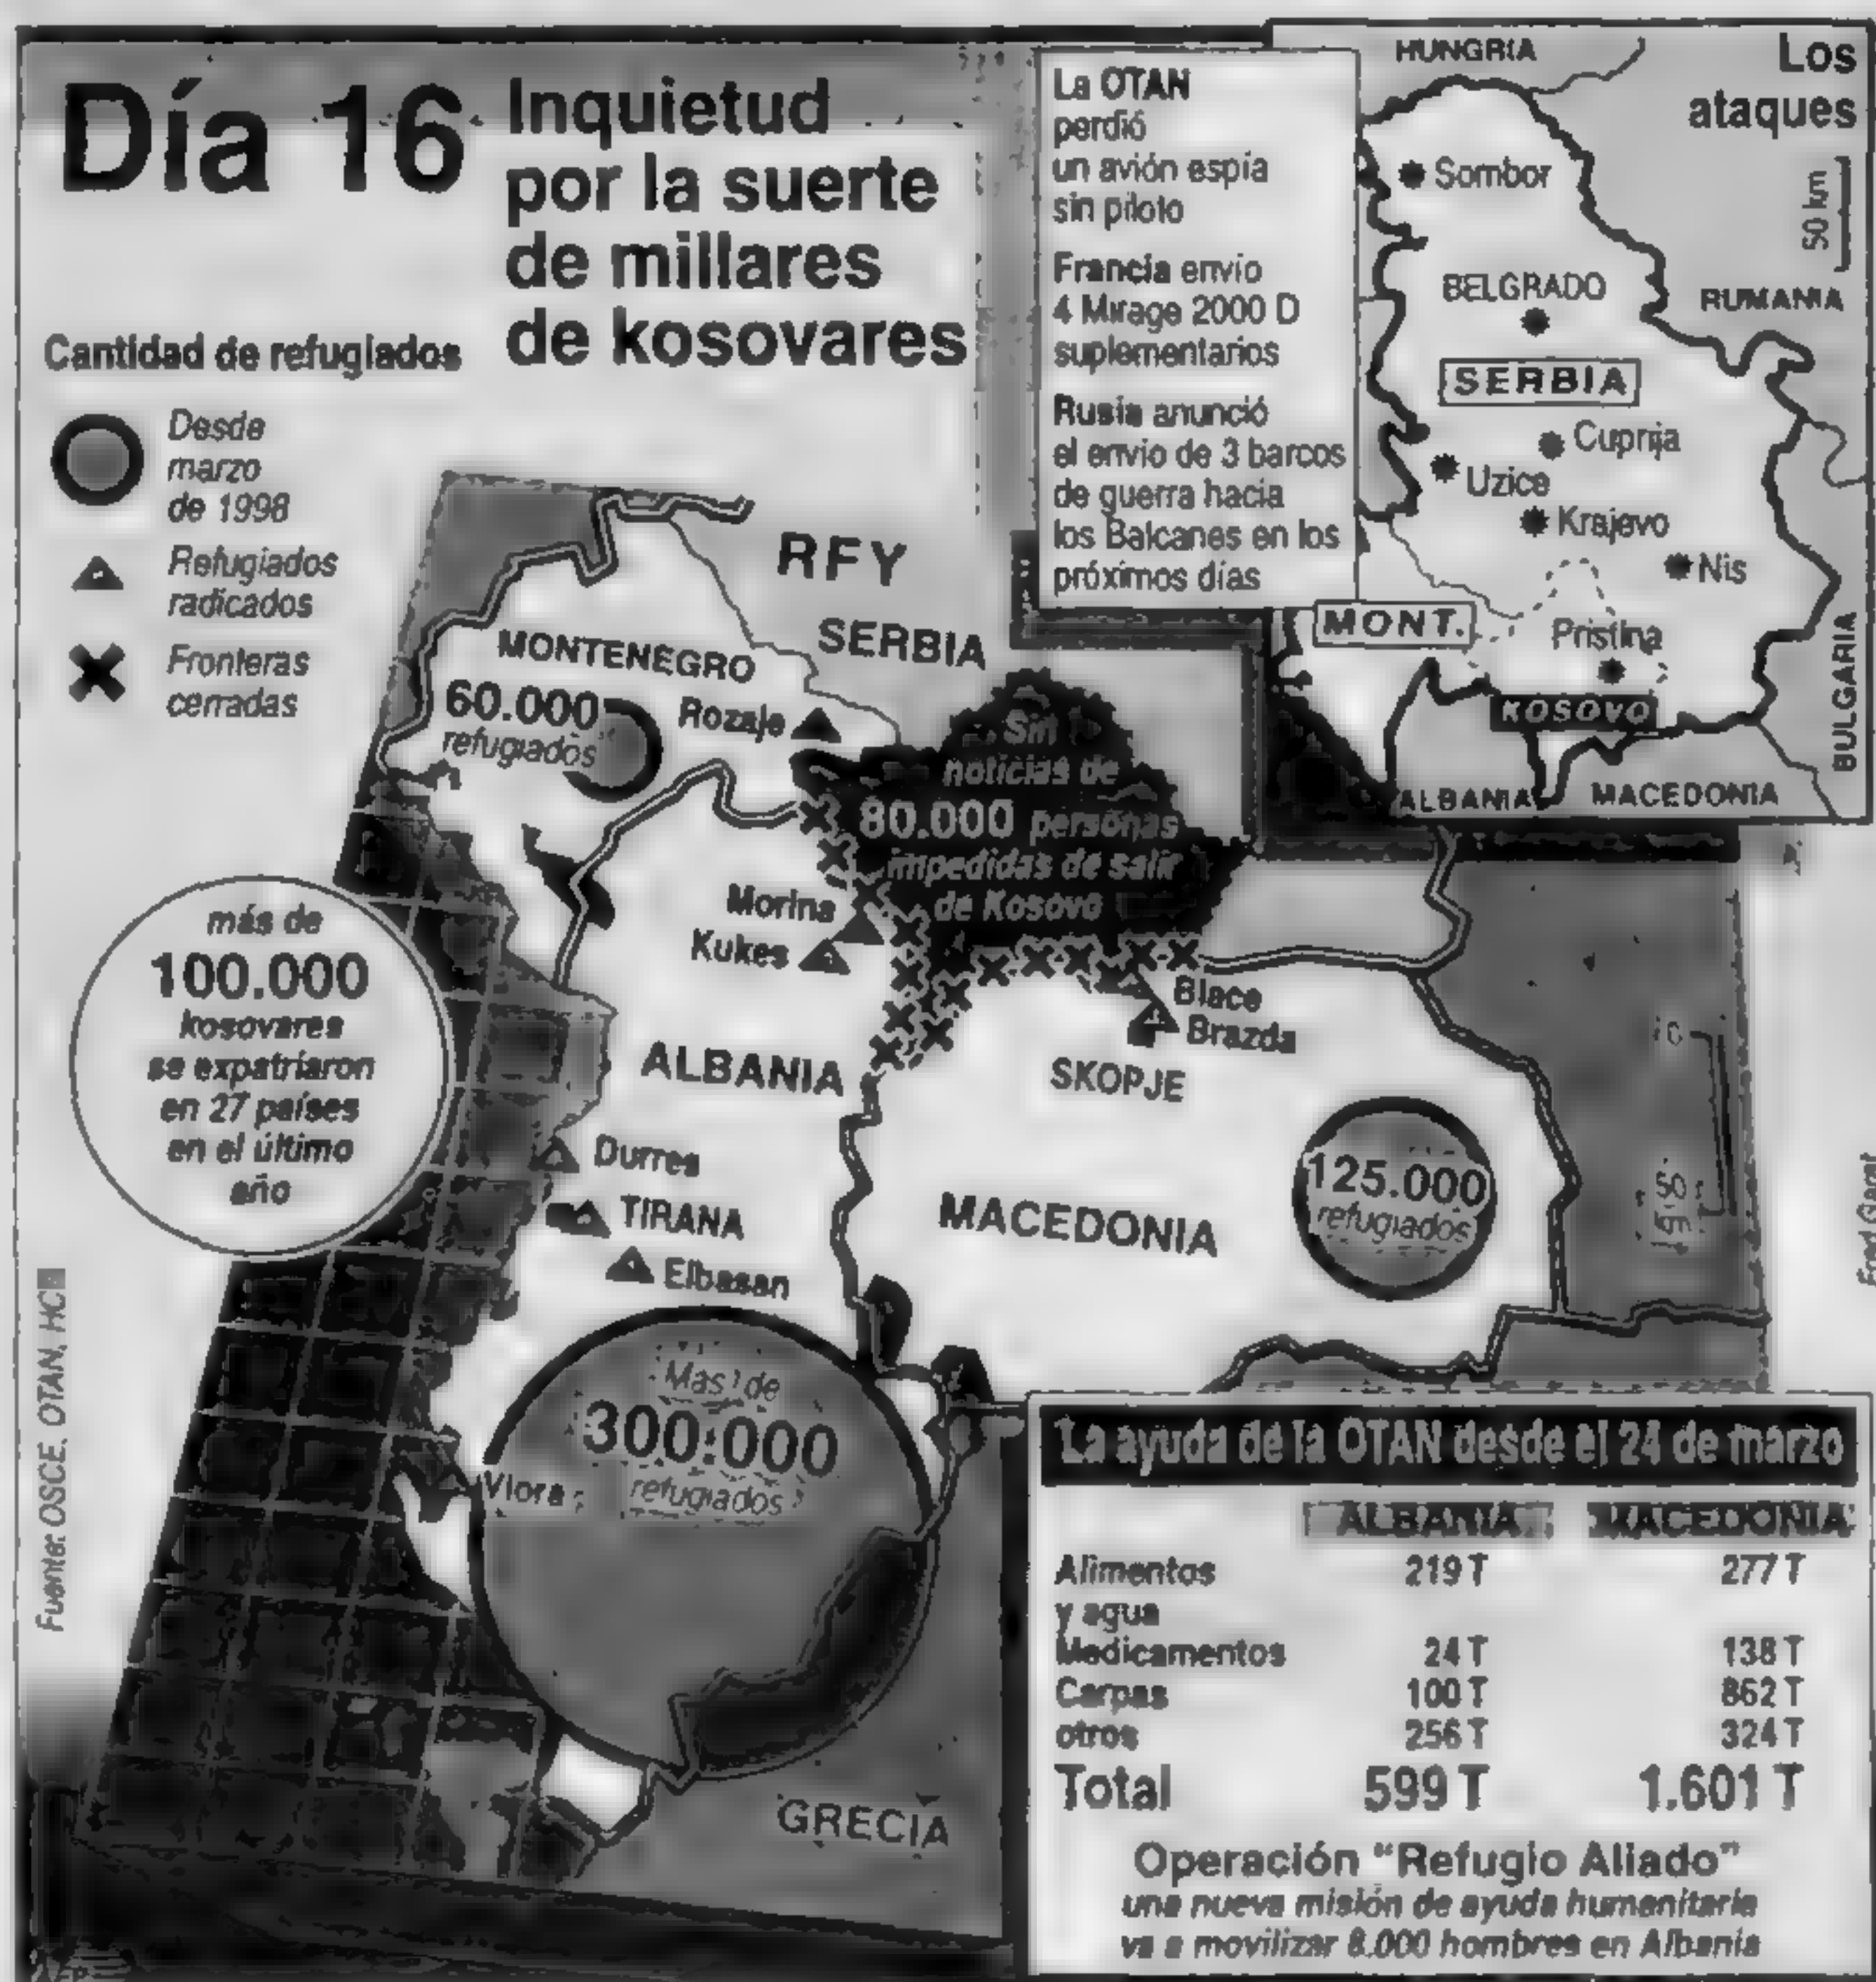 Día 16
Inquietud
por la suerte
de millares
de kosovares
Cantidad de refugiados
Desde
marzo
de 1998
Refugiados
radicados
Fronteras
cerradas
La OTAN
perdió
un avión espía
sin piloto
Francia envio
4 Mirage 2000 D
suplementarios
Rusia anunció
el envio de 3 barcos
de guerra hacia
los Balcanes en los
próximos días
Los
ataques
HUNGRIA
Sombor
50 km
BELGRADO
RUMANIA
SERBIA
Cuprija
Uzice
Krajevo
Nis
MONT.
Pristina
KOSOVO
BULGARIA
ALBANIA
MACEDONIA
RFY
SERBIA
MONTENEGRO
60.000
refugiados
Rozaje
Sin
noticias de
80.000 personas
impedidas de salir
de Kosovo
Morina
Kukes
Blace
Brazda
más de
100.000
kosovares
se expatriaron
en 27 países
en el último
año
ALBANIA
SKOPJE
Durres
TIRANA
Elbasan
MACEDONIA
125.000
refugiados
0
50
km
Mas de
300.000
refugiados
Vlora
GRECIA
Fuente: OSCE, OTAN, HCR
La ayuda de la OTAN desde el 24 de marzo
ALBANIA MACEDONIA
Alimentos 219 T 277 T
y agua
Medicamentos 24 T 138 T
Carpas 100 T 862 T
otros 256 T 324 T
Total 599 T 1.601 T
Operación "Refugio Aliado"
una nueva misión de ayuda humanitaria
va a movilizar 8.000 hombres en Albania
AFP